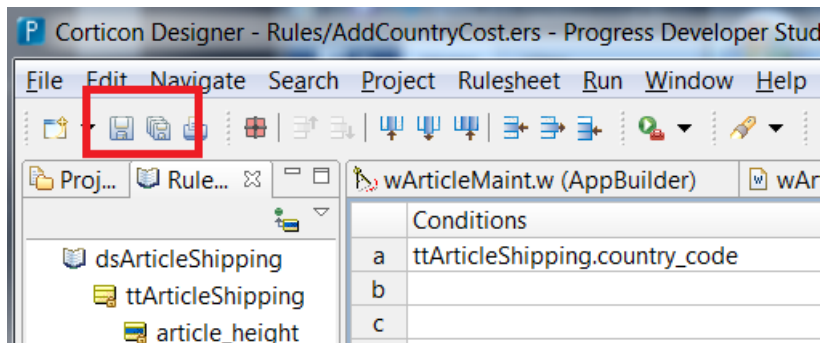 Corticon Designer - Rules/AddCountryCost.ers - Progress Developer Stud
File Edit Navigate Search Project Rulesheet Run Window Help
Proj... Rule... wArticleMaint.w (AppBuilder) wAr
Conditions
dsArticleShipping a ttArticleShipping.country_code
ttArticleShipping b
article_height c